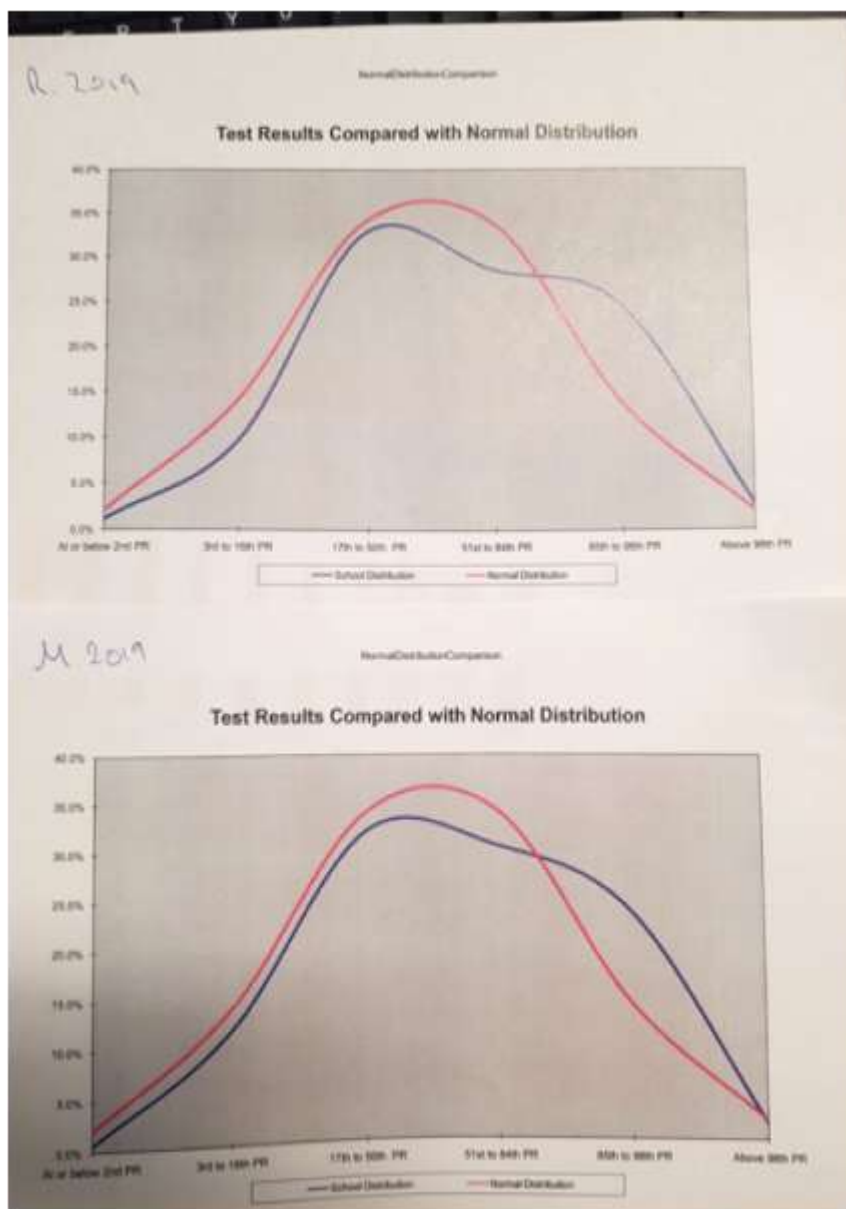 R T Y U
R 2019
NormalDistributionComparison
Test Results Compared with Normal Distribution
40.0%
35.0%
30.0%
25.0%
20.0%
15.0%
10.0%
5.0%
0.0%
At or below 2nd PR 3rd to 16th PR 17th to 50th PR 51st to 84th PR 85th to 98th PR Above 98th PR
School Distribution Normal Distribution
M 2019
NormalDistributionComparison
Test Results Compared with Normal Distribution
40.0%
35.0%
30.0%
25.0%
20.0%
15.0%
10.0%
5.0%
0.0%
At or below 2nd PR 3rd to 16th PR 17th to 50th PR 51st to 84th PR 85th to 98th PR Above 98th PR
School Distribution Normal Distribution